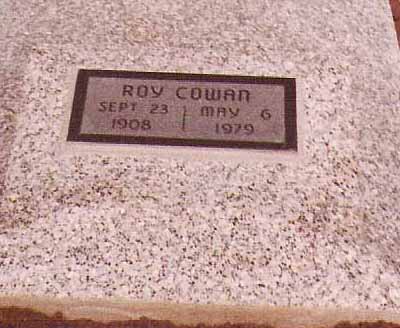 ROY COWAN
SEPT 23 | MAY 6
1908 | 1979